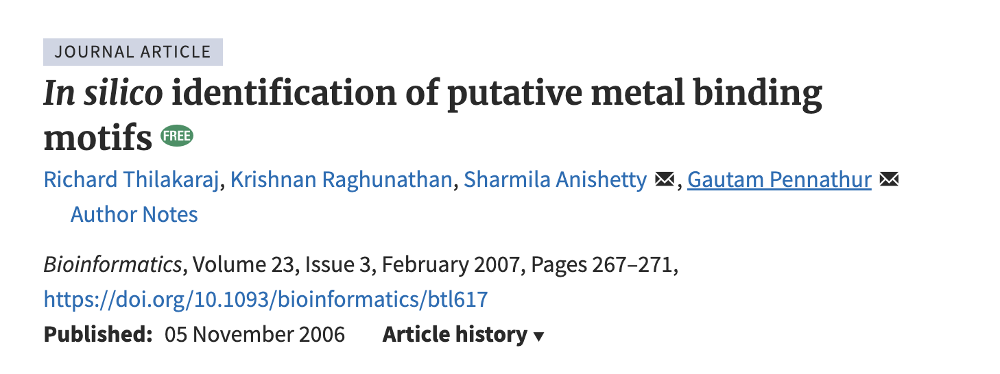 JOURNAL ARTICLE
In silico identification of putative metal binding
motifs FREE
Richard Thilakaraj, Krishnan Raghunathan, Sharmila Anishetty, Gautam Pennathur
Author Notes
Bioinformatics, Volume 23, Issue 3, February 2007, Pages 267–271,
https://doi.org/10.1093/bioinformatics/btl617
Published: 05 November 2006 Article history